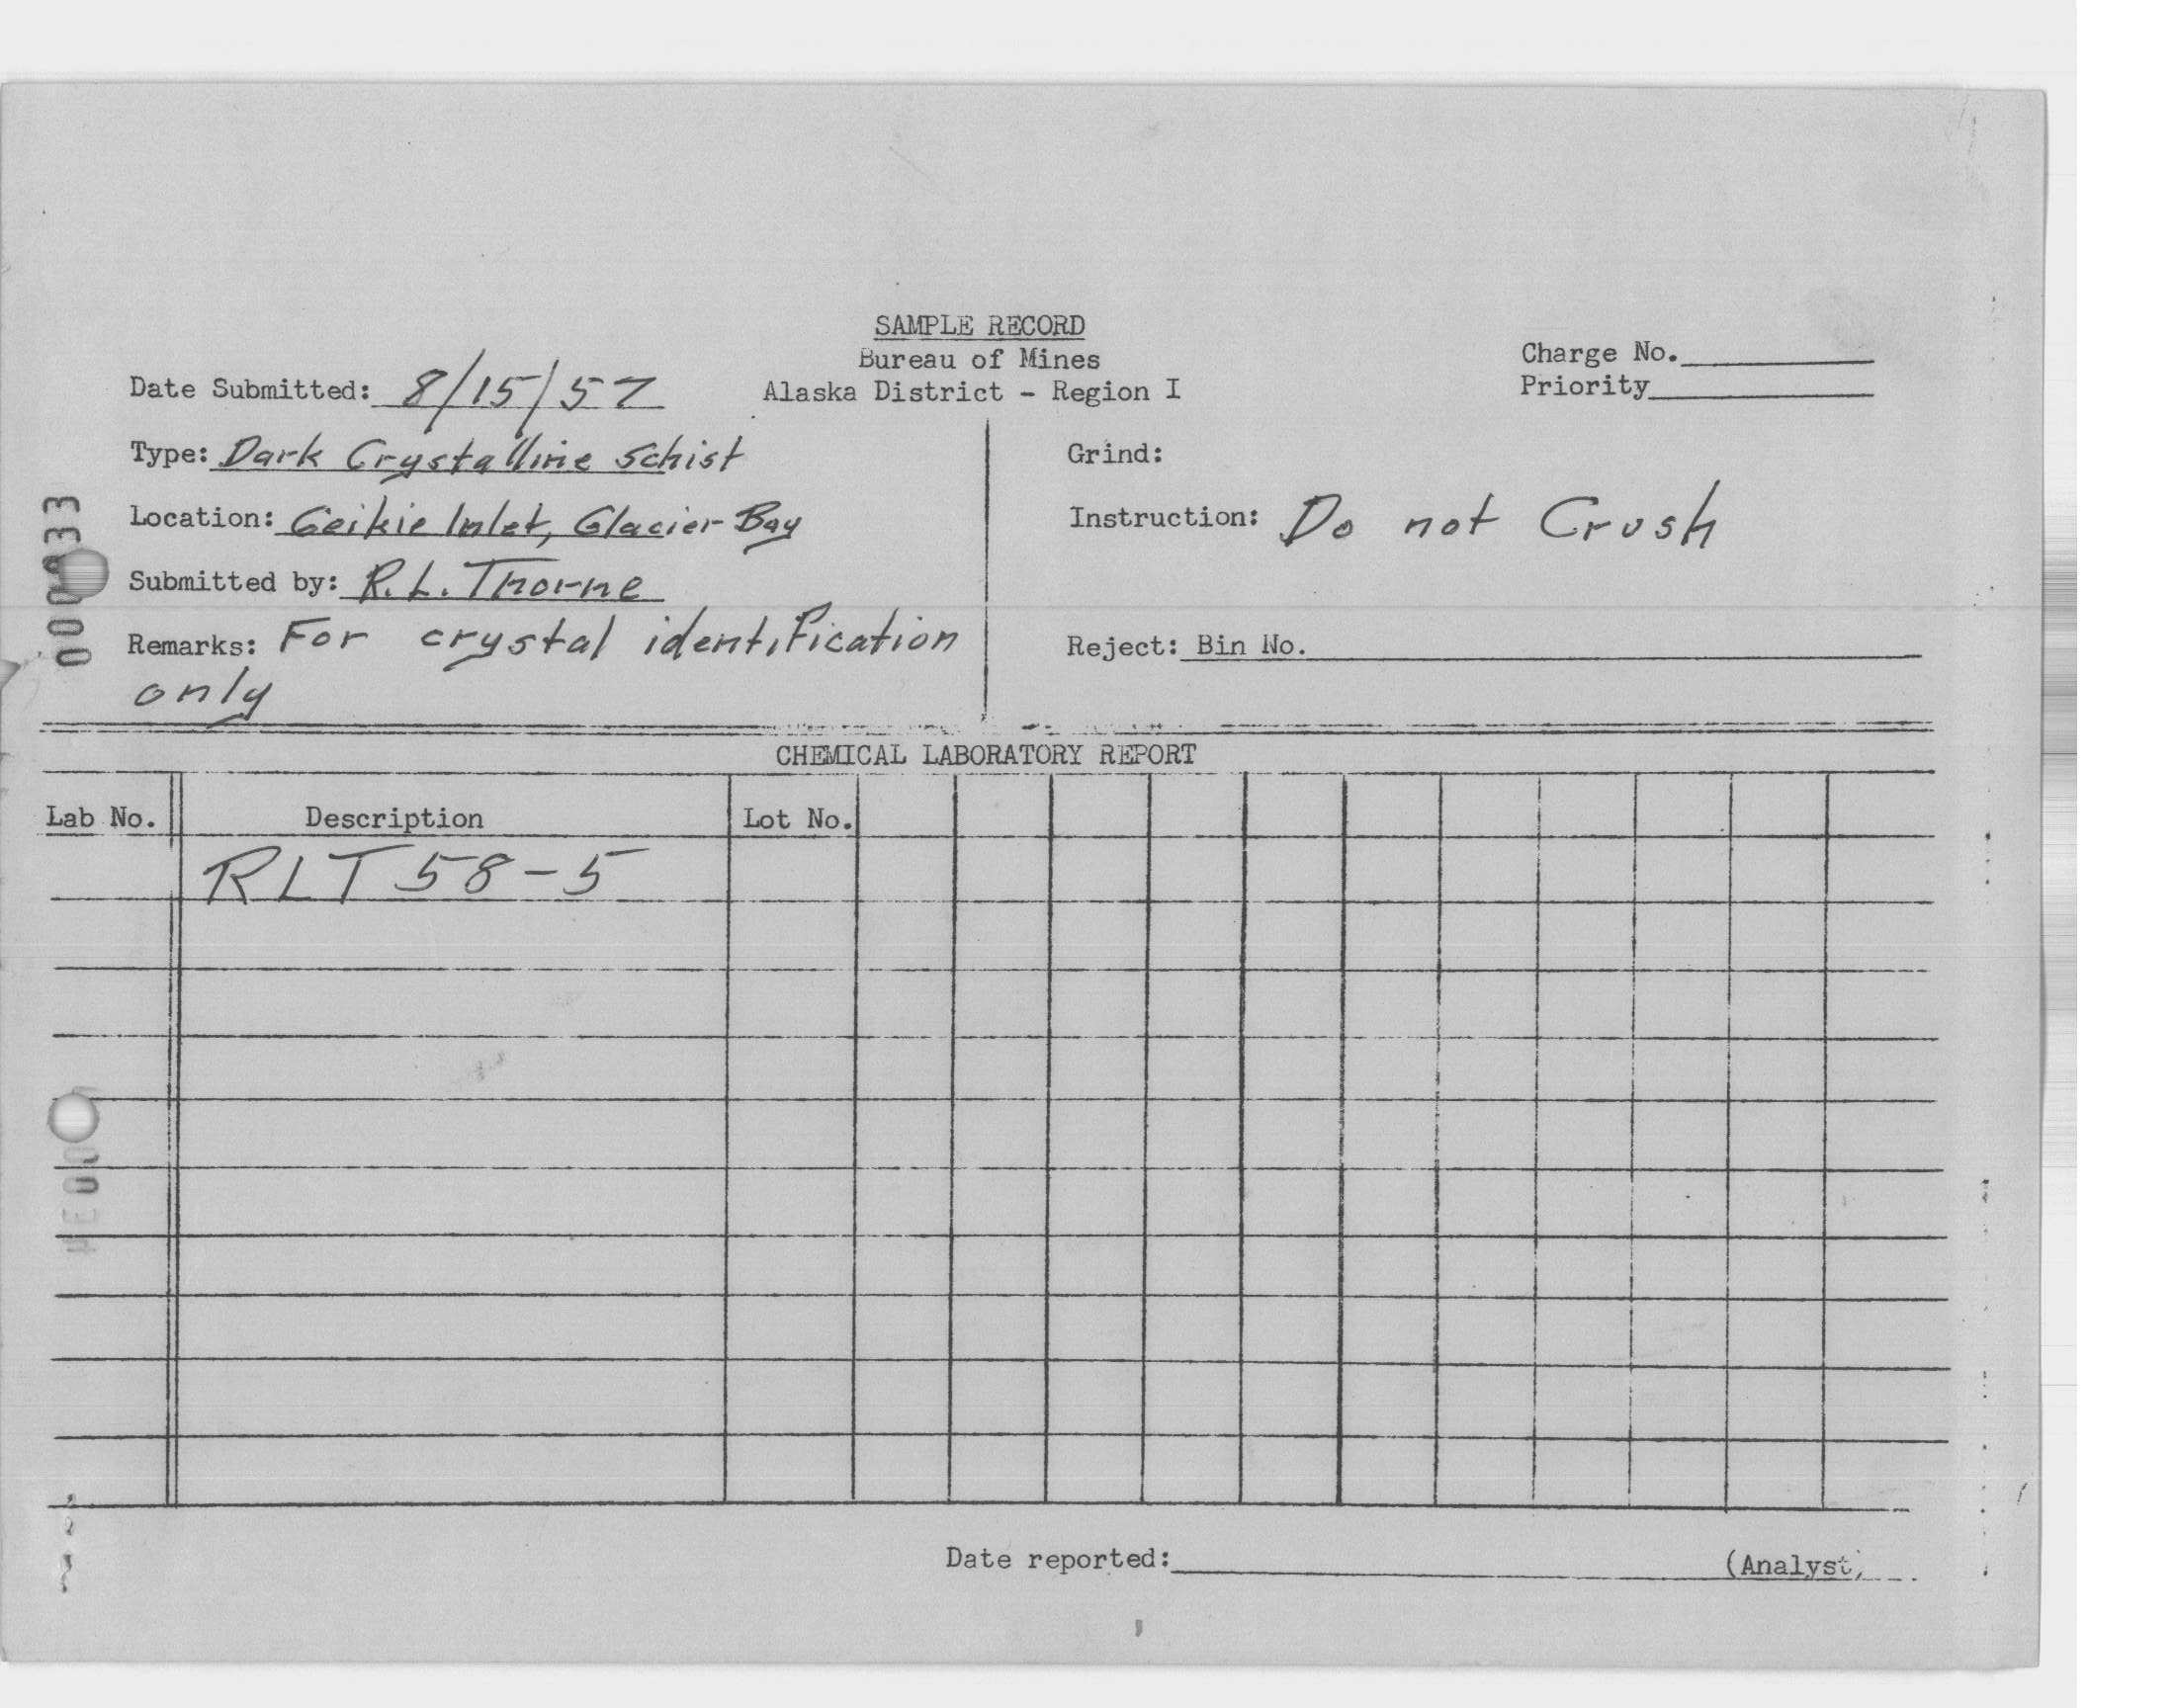 SAMPLE RECORD
Bureau of Mines
Alaska District - Region I
Charge No.
Priority
Date Submitted: 8/15/57
Type: Dark Crystalline Schist
Location: Geikie Inlet, Glacier Bay
Submitted by: R.L. Thorne
Remarks: For crystal identification
only
Grind:
Instruction: Do not Crush
Reject: Bin No.
CHEMICAL LABORATORY REPORT
Lab No. Description Lot No.
RLT 58-5
Date reported: (Analyst)